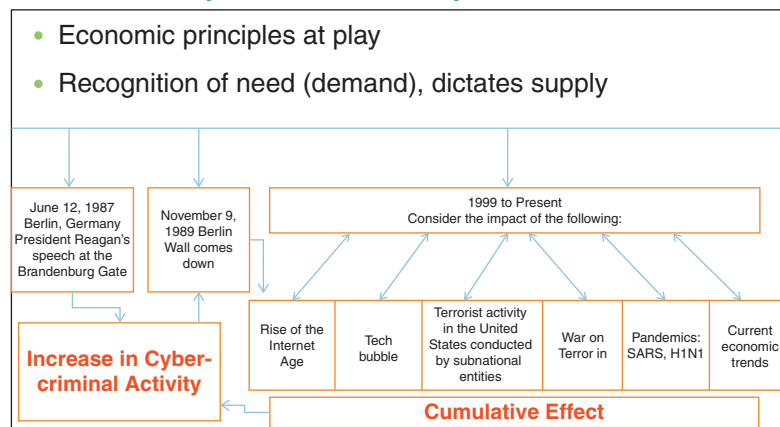 • Economic principles at play
• Recognition of need (demand), dictates supply
June 12, 1987
Berlin, Germany
President Reagan's
speech at the
Brandenburg Gate
November 9,
1989 Berlin
Wall comes
down
1999 to Present
Consider the impact of the following:
Rise of the
Internet
Age
Tech
bubble
Terrorist activity
in the United
States conducted
by subnational
entities
War on
Terror in
Pandemics:
SARS, H1N1
Current
economic
trends
Increase in Cyber-
criminal Activity
Cumulative Effect